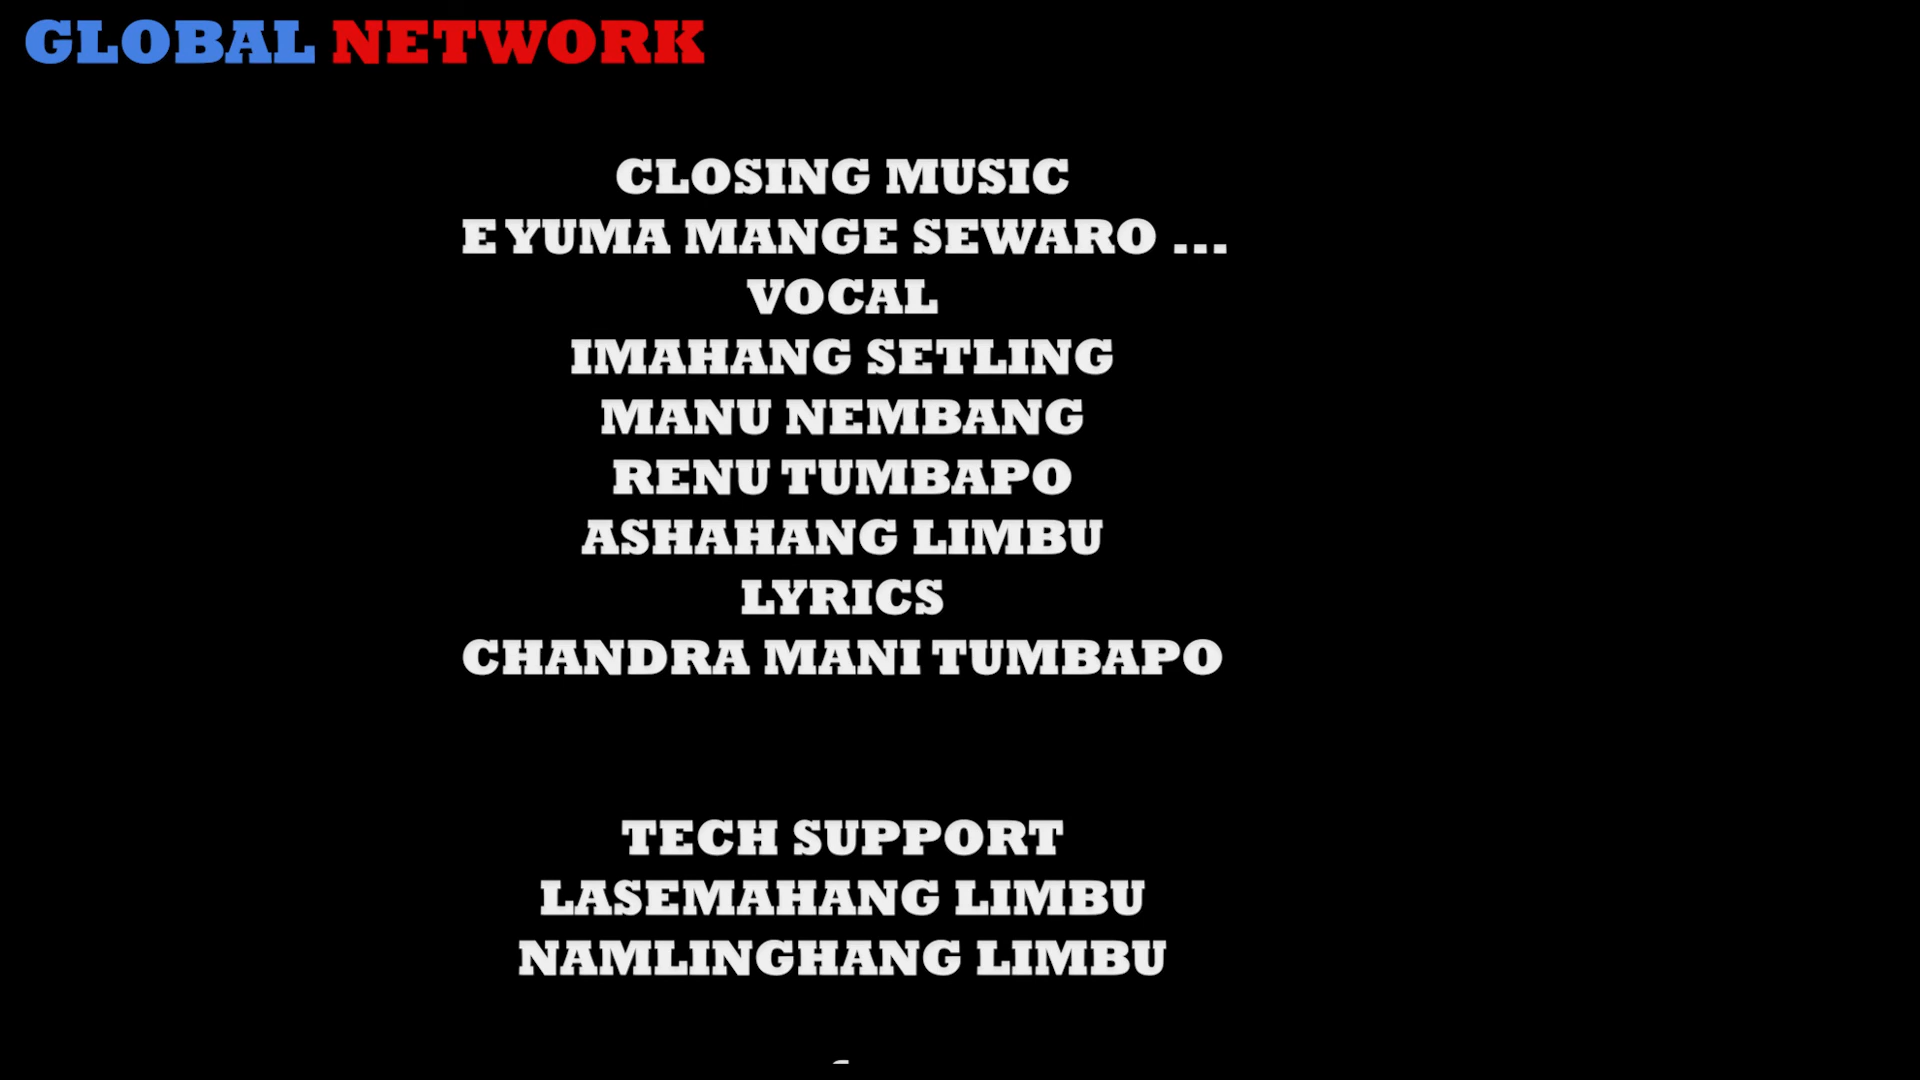 GLOBAL NETWORK
CLOSING MUSIC
E YUMA MANGE SEWARO ...
VOCAL
IMAHANG SETLING
MANU NEMBANG
RENU TUMBAPO
ASHAHANG LIMBU
LYRICS
CHANDRA MANI TUMBAPO
TECH SUPPORT
LASEMAHANG LIMBU
NAMLINGHANG LIMBU